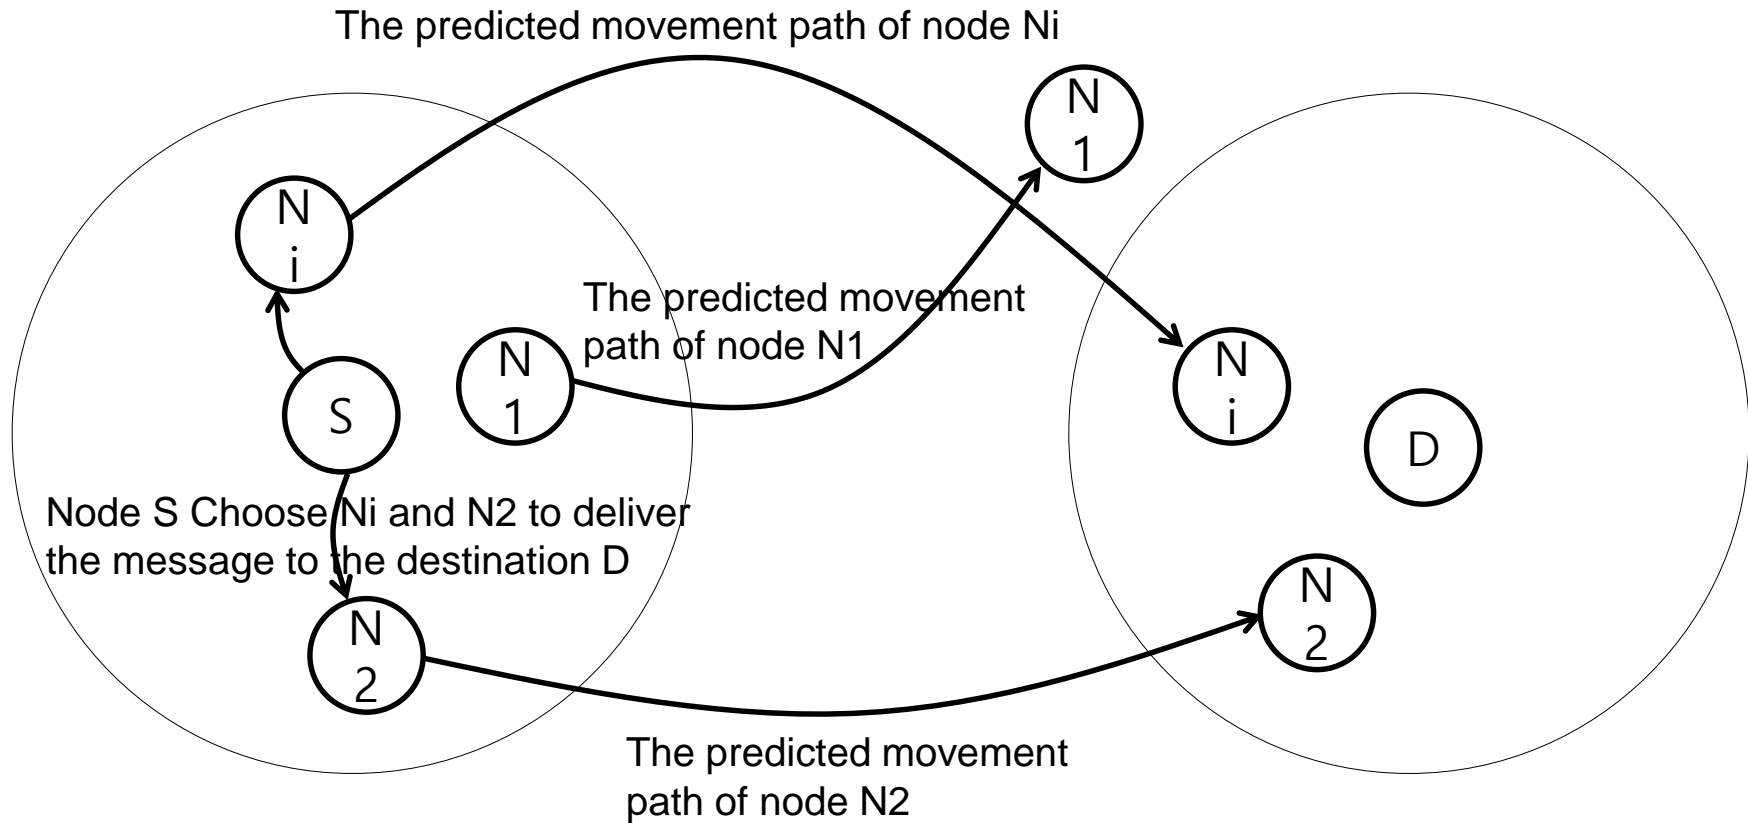 The predicted movement path of node Ni
N
1
N
i
The predicted movement
path of node N1
N
1
N
i
S
D
Node S Choose Ni and N2 to deliver
the message to the destination D
N
2
N
2
The predicted movement
path of node N2